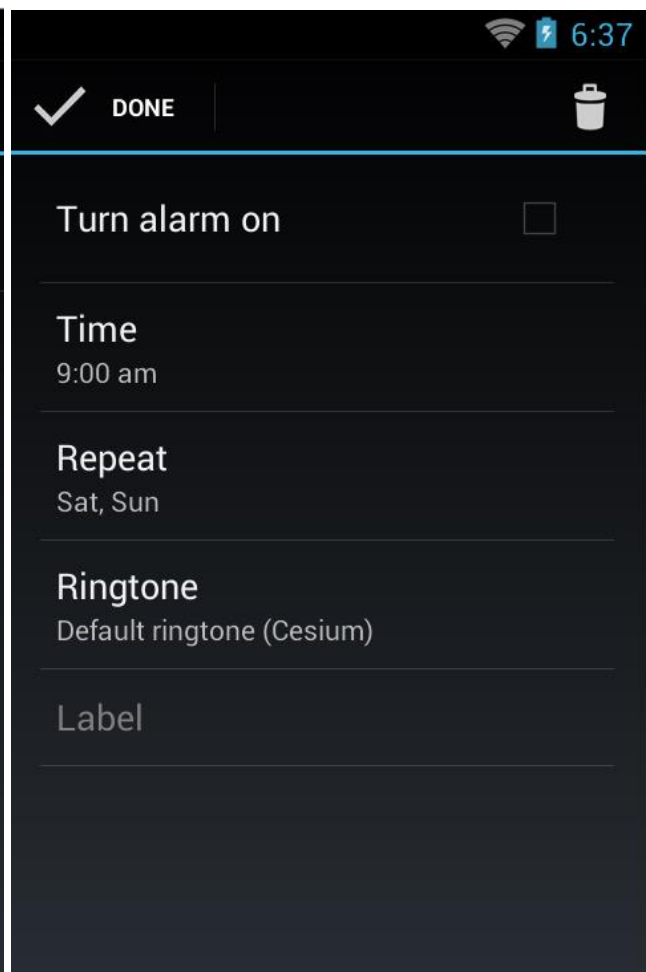 6:37
DONE
Turn alarm on
Time
9:00 am
Repeat
Sat, Sun
Ringtone
Default ringtone (Cesium)
Label